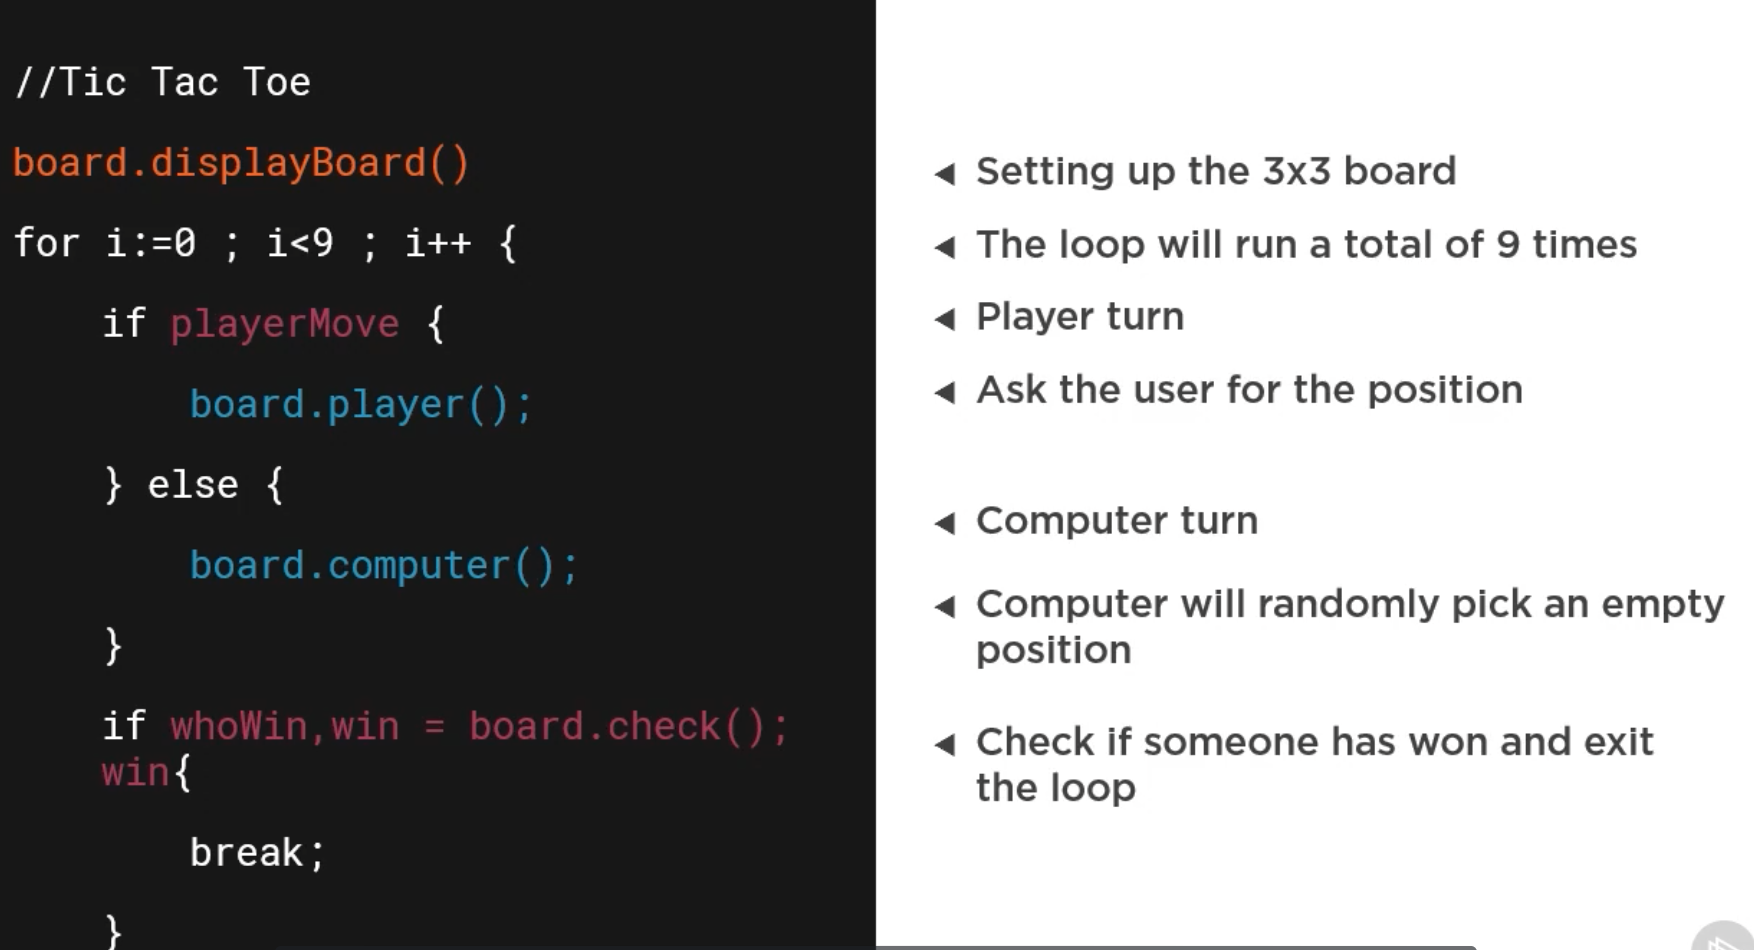 //Tic Tac Toe
board.displayBoard()
for i:=0 ; i<9 ; i++ {
if playerMove {
board.player();
} else {
board.computer();
}
if whoWin,win = board.check();
win{
break;
}
◄ Setting up the 3x3 board
◄ The loop will run a total of 9 times
◄ Player turn
◄ Ask the user for the position
◄ Computer turn
◄ Computer will randomly pick an empty
position
◄ Check if someone has won and exit
the loop